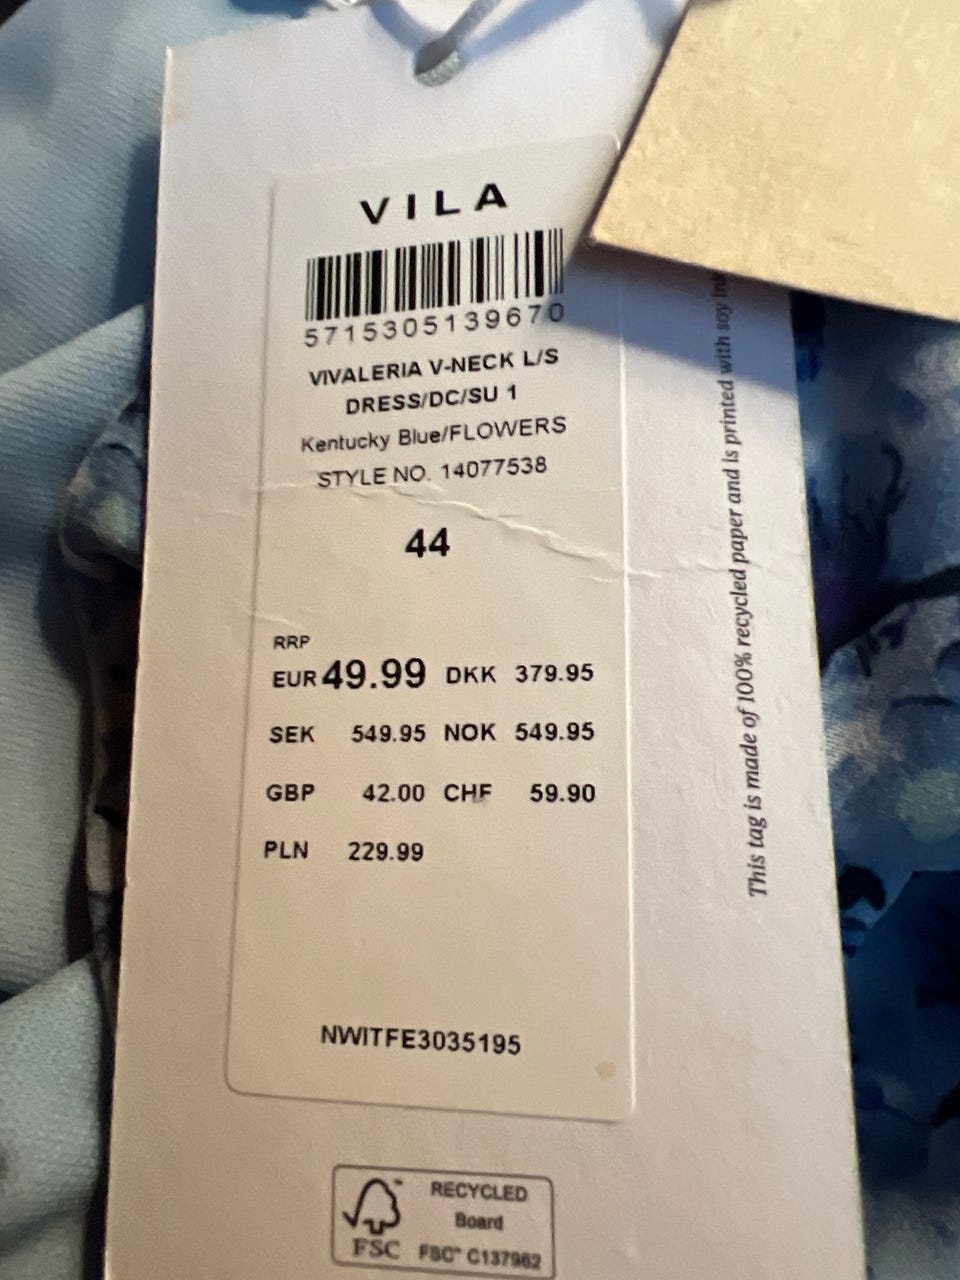 VILA
5715305139670
VIVALERIA V-NECK L/S
DRESS/DC/SU 1
Kentucky Blue/FLOWERS
STYLE NO. 14077538
44
RRP
EUR 49.99 DKK 379.95
SEK 549.95 NOK 549.95
GBP 42.00 CHF 59.90
PLN 229.99
NWITFE3035195
This tag is made of 100% recycled paper and is printed with soy ink
FSC
RECYCLED
Board
FSC™ C137962